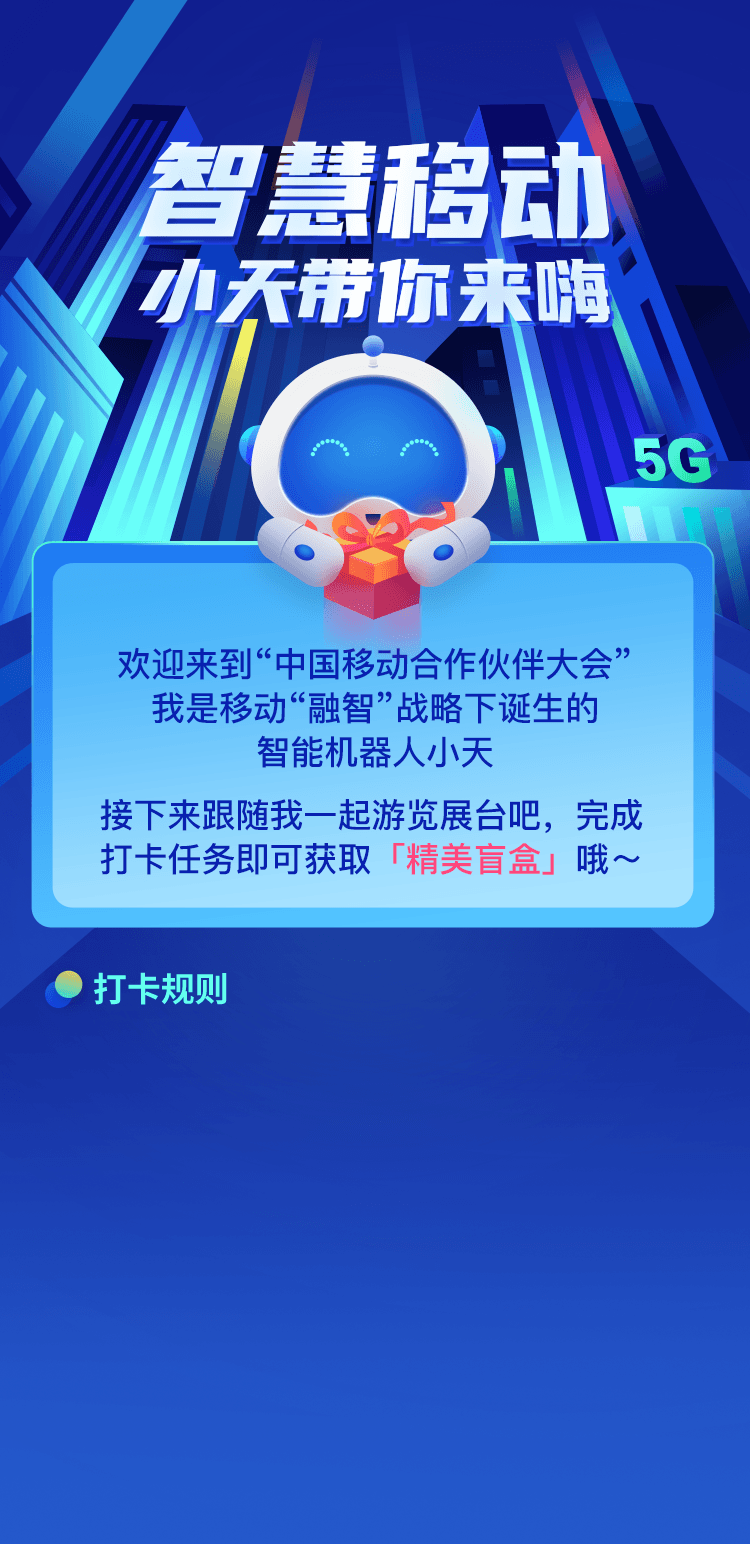 智慧移动
小天带你来嗨
5G
欢迎来到“中国移动合作伙伴大会”
我是移动“融智”战略下诞生的
智能机器人小天
接下来跟随我一起游览展台吧，完成
打卡任务即可获取「精美盲盒」哦～
打卡规则